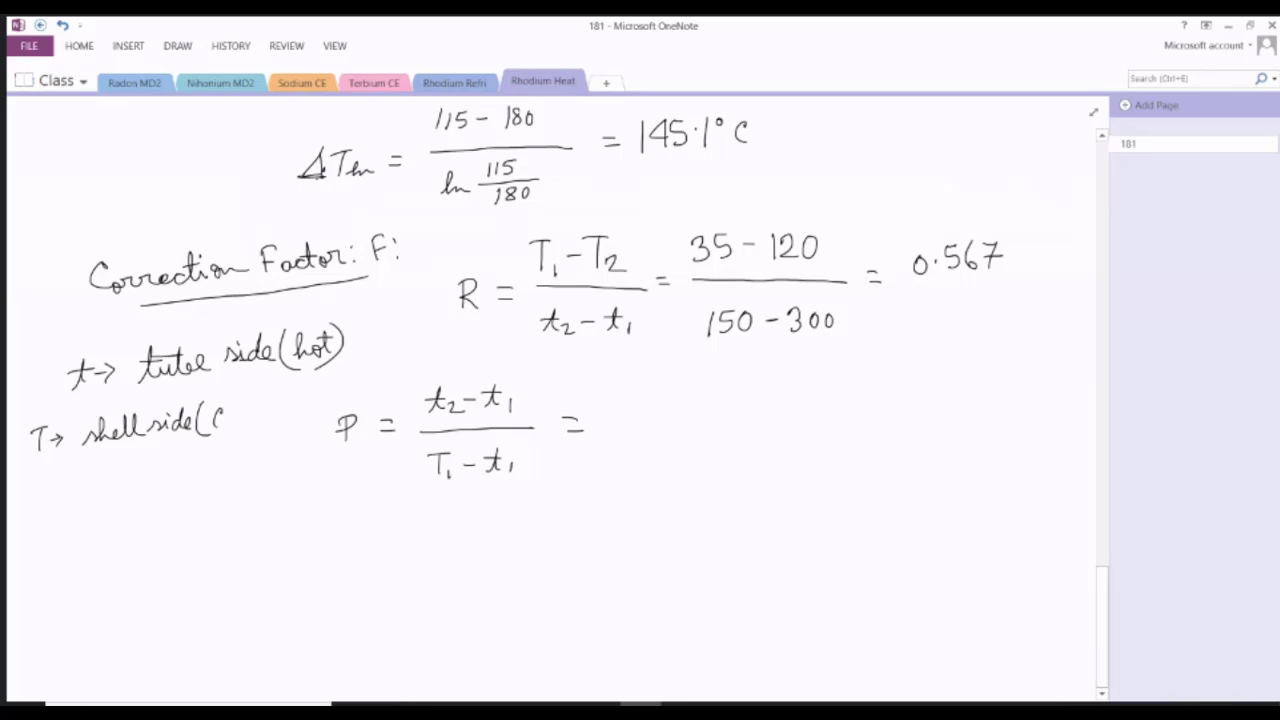 181 - Microsoft OneNote
FILE HOME INSERT DRAW HISTORY REVIEW VIEW
Microsoft account
Class Radon MD2 Nihonium MD2 Sodium CE Terbium CE Rhodium Refri Rhodium Heat +
Search (Ctrl+E)
Add Page
181
ΔTln = (115 - 180) / (ln 115/180) = 145.1° C
Correction Factor: F:
R = (T1 - T2) / (t2 - t1) = (35 - 120) / (150 - 300) = 0.567
t → tube side (hot)
T → shell side (C
P = (t2 - t1) / (T1 - t1) =